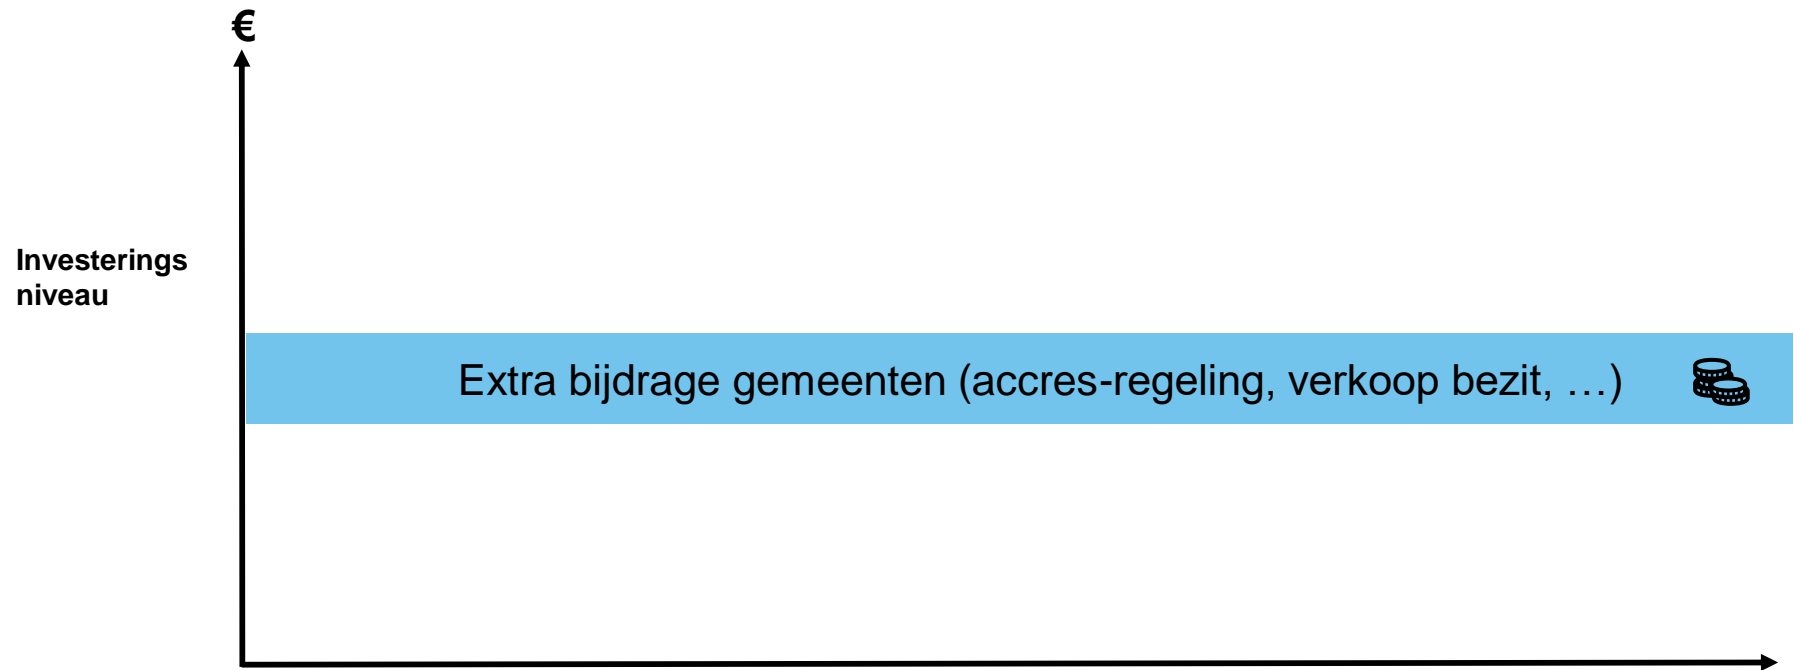 €
Investerings
niveau
Extra bijdrage gemeenten (accres-regeling, verkoop bezit, …)